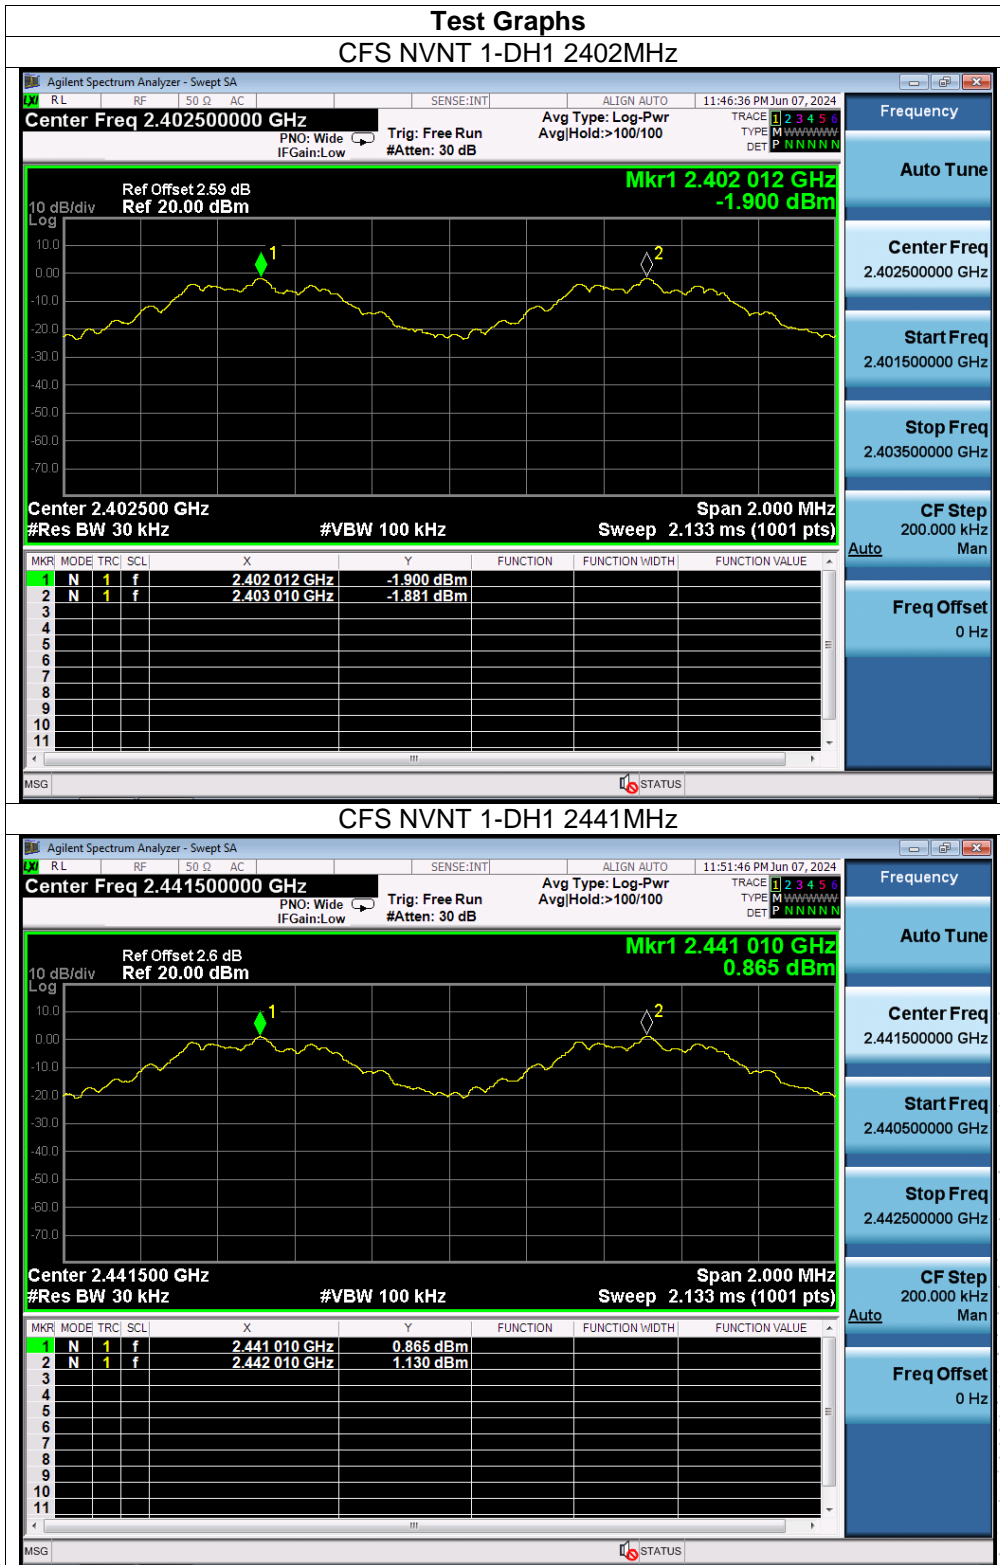 Test Graphs
CFS NVNT 1-DH1 2402MHz
Agilent Spectrum Analyzer - Swept SA
LXI RL RF 50 Ω AC SENSE:INT ALIGN AUTO 11:46:36 PM Jun 07, 2024
Center Freq 2.402500000 GHz
PNO: Wide
IFGain:Low
Trig: Free Run
#Atten: 30 dB
Avg Type: Log-Pwr
Avg|Hold:>100/100
TRACE 1 2 3 4 5 6
TYPE M WWWWW
DET P N N N N N
Ref Offset 2.59 dB
10 dB/div Ref 20.00 dBm
Log
Mkr1 2.402 012 GHz
-1.900 dBm
10.0
0.00
-10.0
-20.0
-30.0
-40.0
-50.0
-60.0
-70.0
1
2
Center 2.402500 GHz Span 2.000 MHz
#Res BW 30 kHz #VBW 100 kHz Sweep 2.133 ms (1001 pts)
MKR MODE TRC SCL X Y FUNCTION FUNCTION WIDTH FUNCTION VALUE
1 N 1 f 2.402 012 GHz -1.900 dBm
2 N 1 f 2.403 010 GHz -1.881 dBm
3
4
5
6
7
8
9
10
11
MSG STATUS
Frequency
Auto Tune
Center Freq
2.402500000 GHz
Start Freq
2.401500000 GHz
Stop Freq
2.403500000 GHz
CF Step
200.000 kHz
Auto Man
Freq Offset
0 Hz
CFS NVNT 1-DH1 2441MHz
Agilent Spectrum Analyzer - Swept SA
LXI RL RF 50 Ω AC SENSE:INT ALIGN AUTO 11:51:46 PM Jun 07, 2024
Center Freq 2.441500000 GHz
PNO: Wide
IFGain:Low
Trig: Free Run
#Atten: 30 dB
Avg Type: Log-Pwr
Avg|Hold:>100/100
TRACE 1 2 3 4 5 6
TYPE M WWWWW
DET P N N N N N
Ref Offset 2.6 dB
10 dB/div Ref 20.00 dBm
Log
Mkr1 2.441 010 GHz
0.865 dBm
10.0
0.00
-10.0
-20.0
-30.0
-40.0
-50.0
-60.0
-70.0
1
2
Center 2.441500 GHz Span 2.000 MHz
#Res BW 30 kHz #VBW 100 kHz Sweep 2.133 ms (1001 pts)
MKR MODE TRC SCL X Y FUNCTION FUNCTION WIDTH FUNCTION VALUE
1 N 1 f 2.441 010 GHz 0.865 dBm
2 N 1 f 2.442 010 GHz 1.130 dBm
3
4
5
6
7
8
9
10
11
MSG STATUS
Frequency
Auto Tune
Center Freq
2.441500000 GHz
Start Freq
2.440500000 GHz
Stop Freq
2.442500000 GHz
CF Step
200.000 kHz
Auto Man
Freq Offset
0 Hz